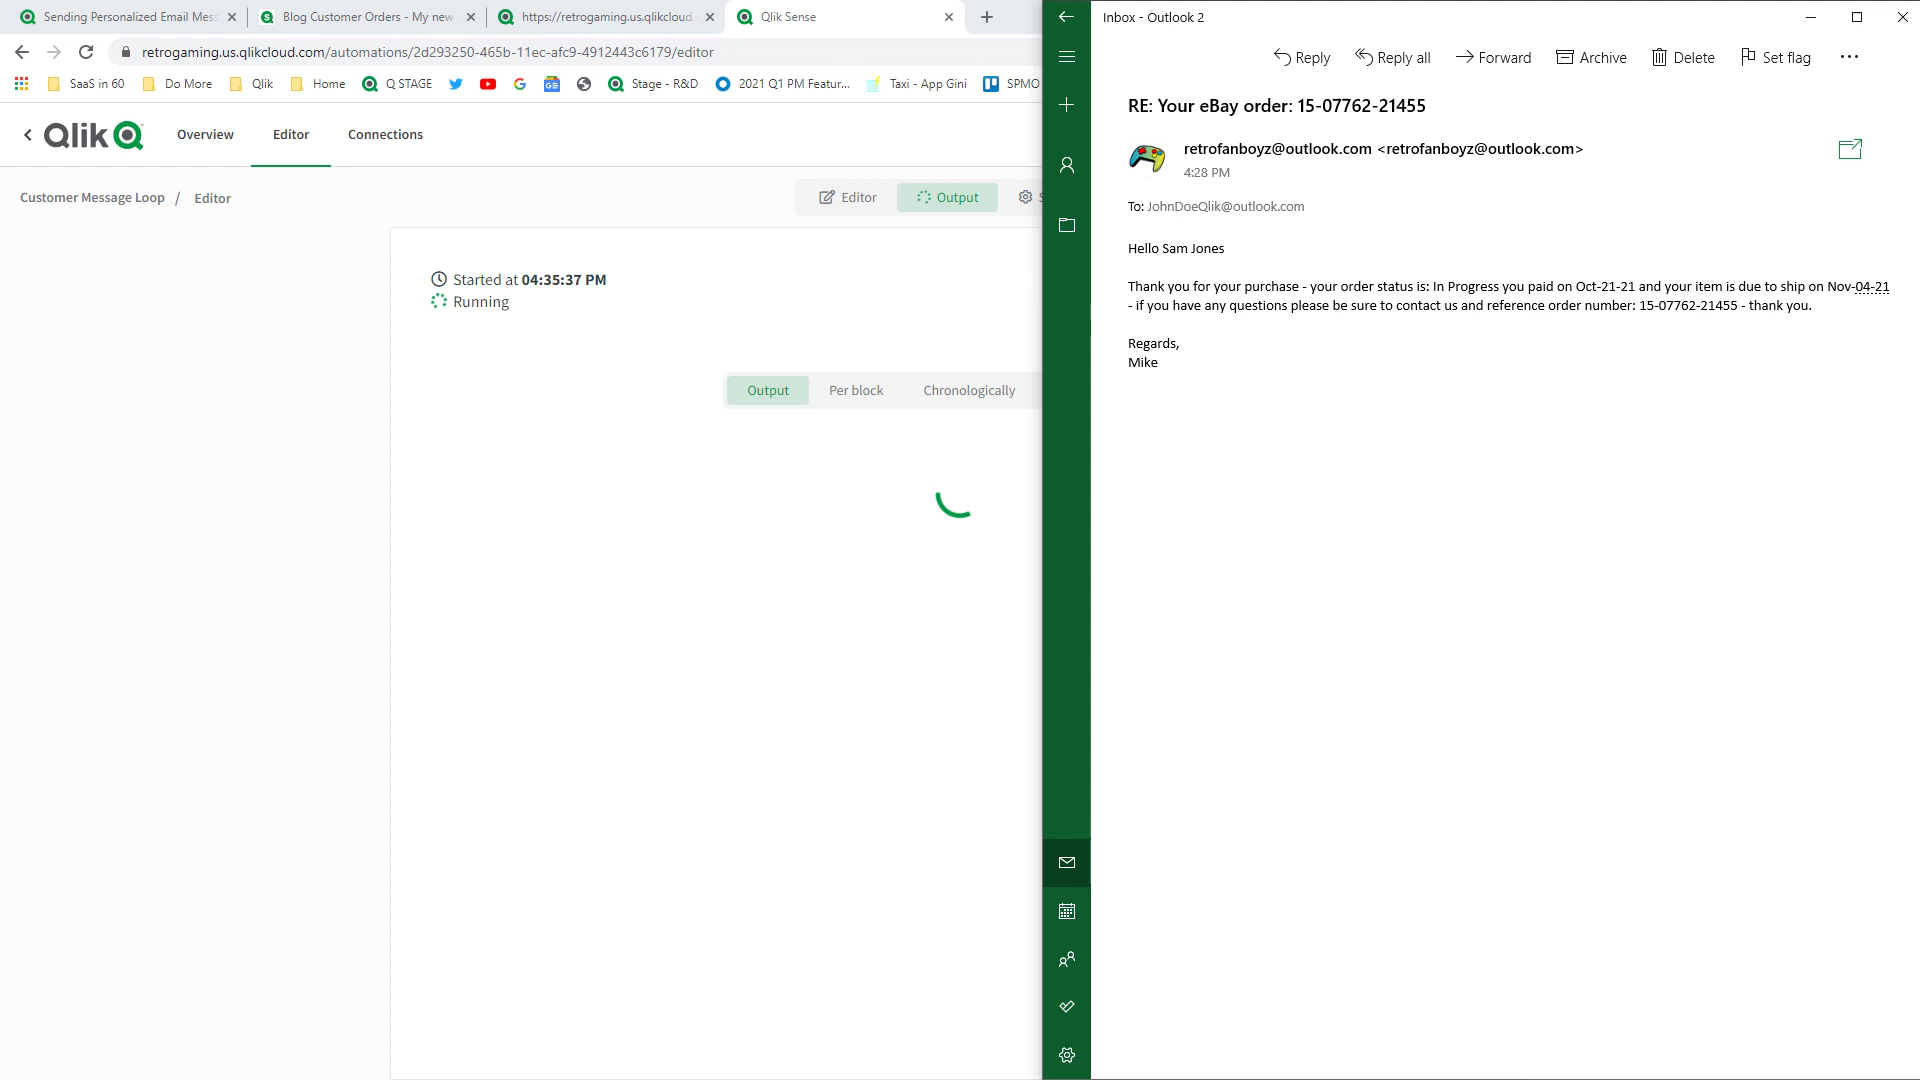 Sending Personalized Email Mess
Blog Customer Orders - My new
https://retrogaming.us.qlikcloud.
Qlik Sense
retrogaming.us.qlikcloud.com/automations/2d293250-465b-11ec-afc9-4912443c6179/editor
SaaS in 60
Do More
Qlik
Home
Q STAGE
Stage - R&D
2021 Q1 PM Featur...
Taxi - App Gini
SPMO
Qlik
Overview
Editor
Connections
Customer Message Loop / Editor
Editor
Output
S
Started at 04:35:37 PM
Running
Output
Per block
Chronologically
Inbox - Outlook 2
Reply
Reply all
Forward
Archive
Delete
Set flag
RE: Your eBay order: 15-07762-21455
retrofanboyz@outlook.com <retrofanboyz@outlook.com>
4:28 PM
To: JohnDoeQlik@outlook.com
Hello Sam Jones
Thank you for your purchase - your order status is: In Progress you paid on Oct-21-21 and your item is due to ship on Nov-04-21
- if you have any questions please be sure to contact us and reference order number: 15-07762-21455 - thank you.
Regards,
Mike